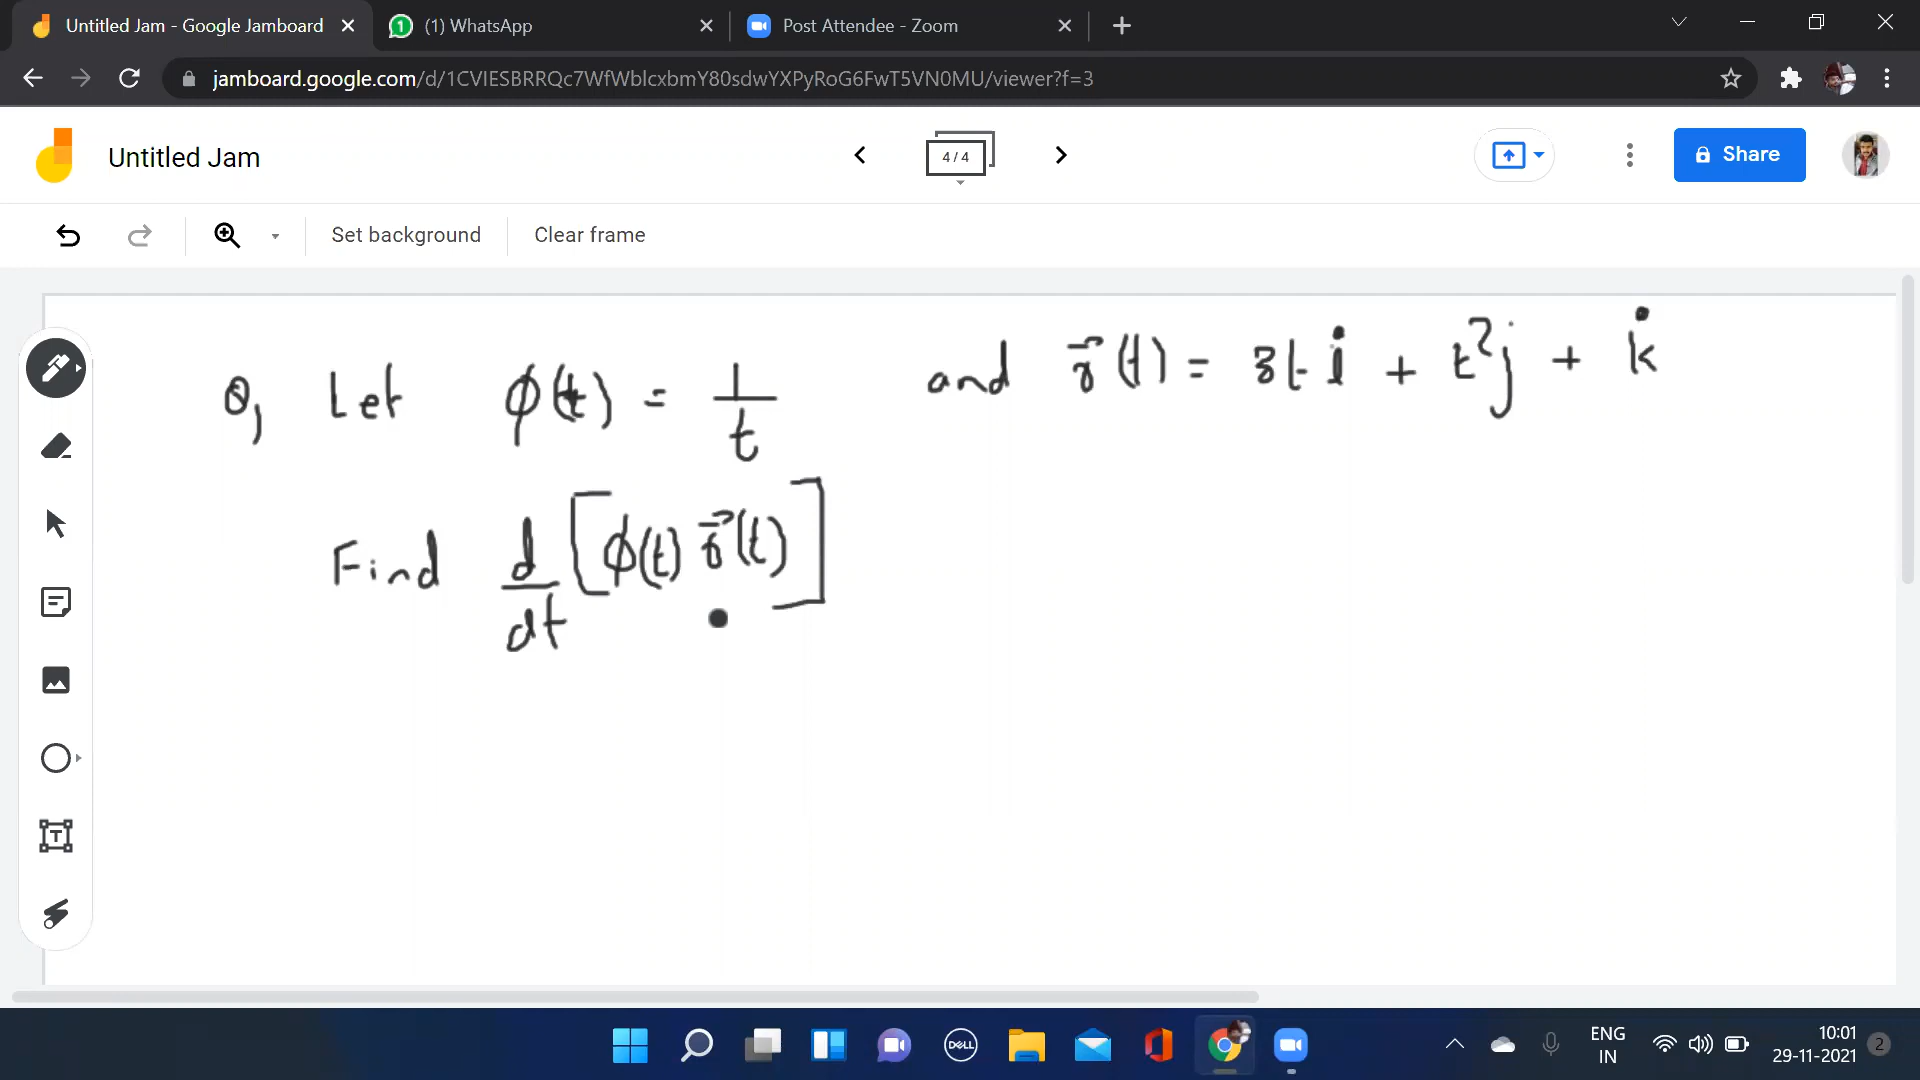 Untitled Jam - Google Jamboard
(1) WhatsApp
Post Attendee - Zoom
jamboard.google.com/d/1CVIESBRRQc7WfWblcxbmY80sdwYXPyRoG6FwT5VN0MU/viewer?f=3
Untitled Jam
4 / 4
Share
Set background
Clear frame
Q, Let ϕ(t) = 1/t and r⃗(t) = 3t i + t²j + k
Find d/dt [ϕ(t) r⃗(t)]
DELL
ENG
IN
10:01
29-11-2021
2